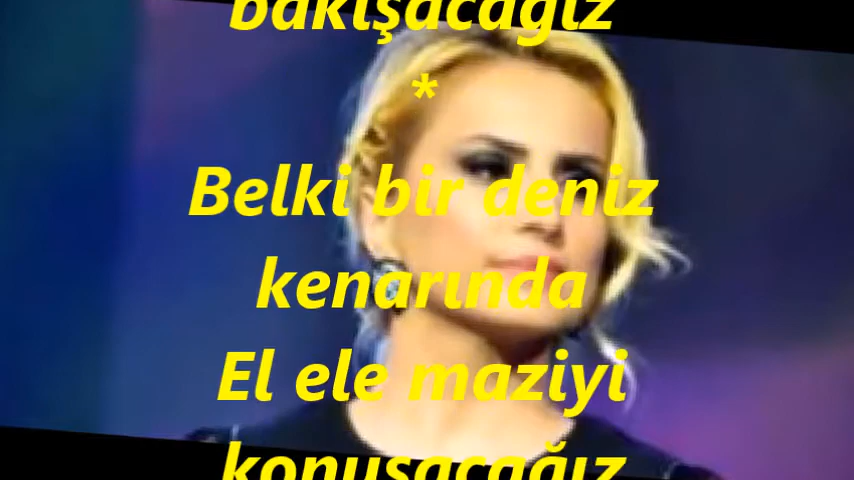 bakışacağız
*
Belki bir deniz
kenarında
El ele maziyi
konuşacağız